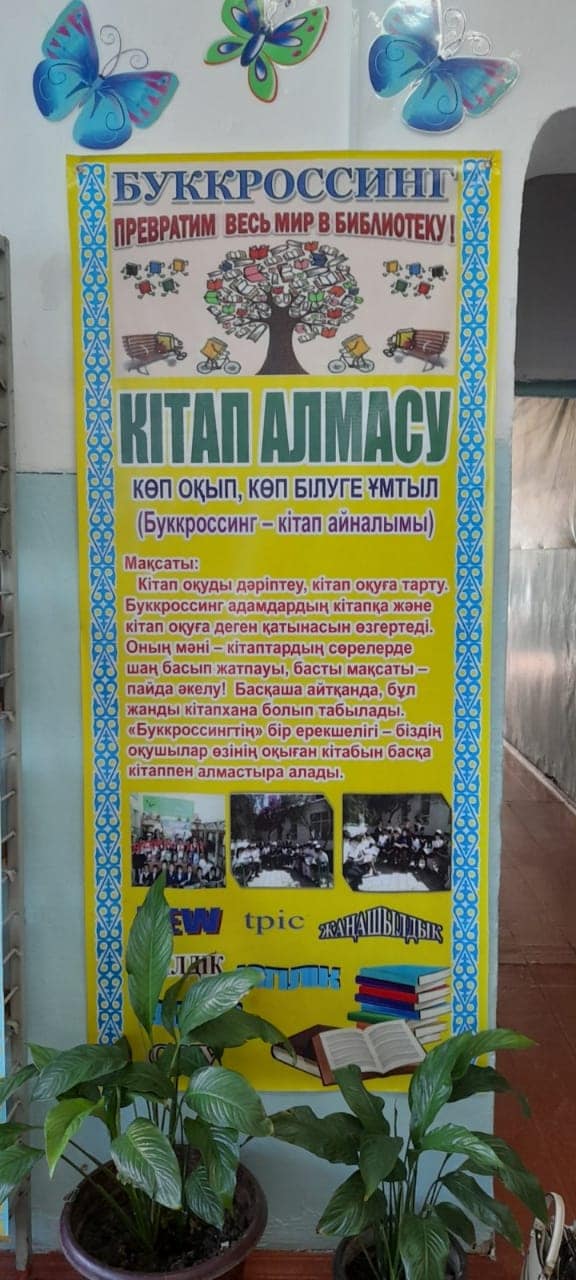 БУККРОССИНГ
ПРЕВРАТИМ ВЕСЬ МИР В БИБЛИОТЕКУ!
КІТАП АЛМАСУ
КӨП ОҚЫП, КӨП БІЛУГЕ ҰМТЫЛ
(Буккроссинг – кітап айналымы)
Мақсаты:
Кітап оқуды дәріптеу, кітап оқуға тарту.
Буккроссинг адамдардың кітапқа және
кітап оқуға деген қатынасын өзгертеді.
Оның мәні – кітаптардың сөрелерде
шаң басып жатпауы, басты мақсаты –
пайда әкелу! Басқаша айтқанда, бұл
жанды кітапхана болып табылады.
«Буккроссингтің» бір ерекшелігі – біздің
оқушылар өзінің оқыған кітабын басқа
кітаппен алмастыра алады.
tpic ЖАҢАШЫЛДЫҚ